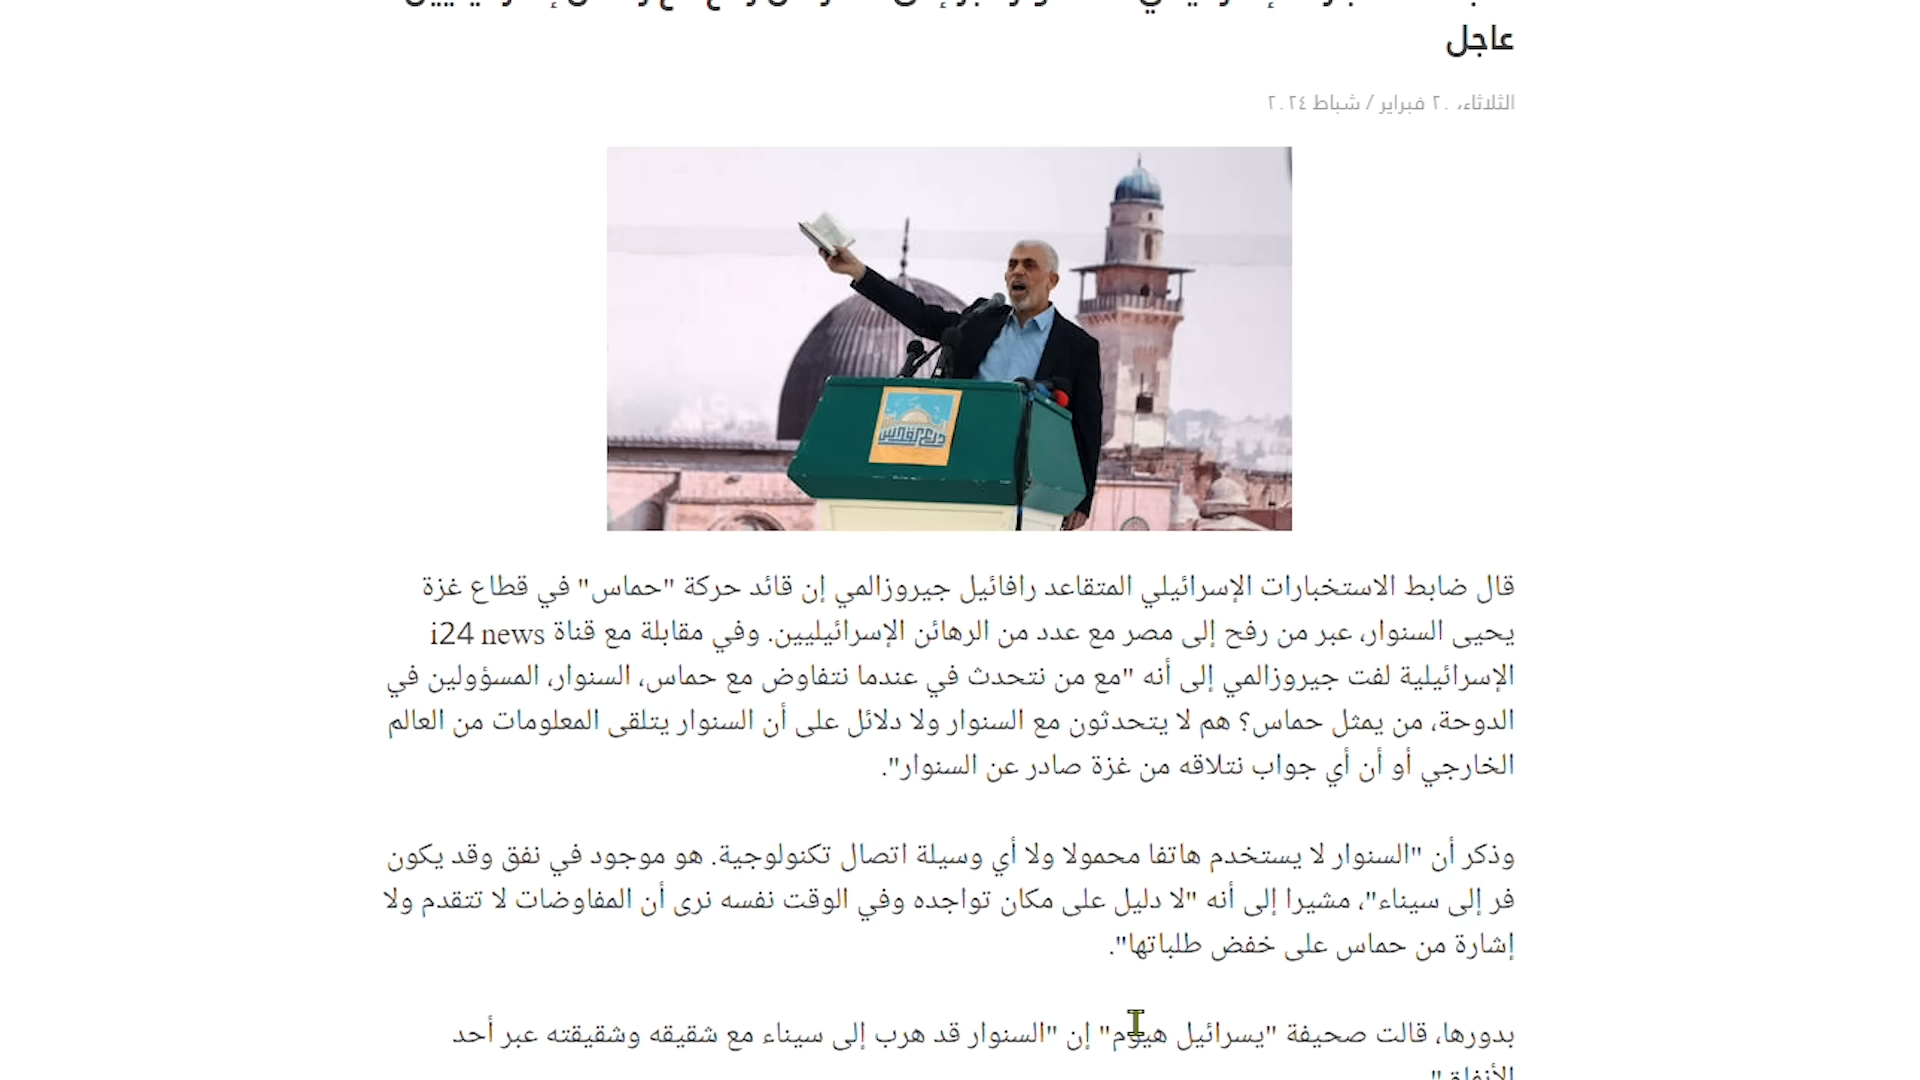 عاجل
الثلاثاء، ٢٠ فبراير / شباط ٢٠٢٤
درع القدس
قال ضابط الاستخبارات الإسرائيلي المتقاعد رافائيل جيروزالمي إن قائد حركة "حماس" في قطاع غزة
يحيى السنوار، عبر من رفح إلى مصر مع عدد من الرهائن الإسرائيليين. وفي مقابلة مع قناة i24 news
الإسرائيلية لفت جيروزالمي إلى أنه "مع من نتحدث في عندما نتفاوض مع حماس، السنوار، المسؤولين في
الدوحة، من يمثل حماس؟ هم لا يتحدثون مع السنوار ولا دلائل على أن السنوار يتلقى المعلومات من العالم
الخارجي أو أن أي جواب نتلاقه من غزة صادر عن السنوار".
وذكر أن "السنوار لا يستخدم هاتفا محمولا ولا أي وسيلة اتصال تكنولوجية. هو موجود في نفق وقد يكون
فر إلى سيناء"، مشيرا إلى أنه "لا دليل على مكان تواجده وفي الوقت نفسه نرى أن المفاوضات لا تتقدم ولا
إشارة من حماس على خفض طلباتها".
بدورها، قالت صحيفة "يسرائيل هيوم" إن "السنوار قد هرب إلى سيناء مع شقيقه وشقيقته عبر أحد
الأنفاق".